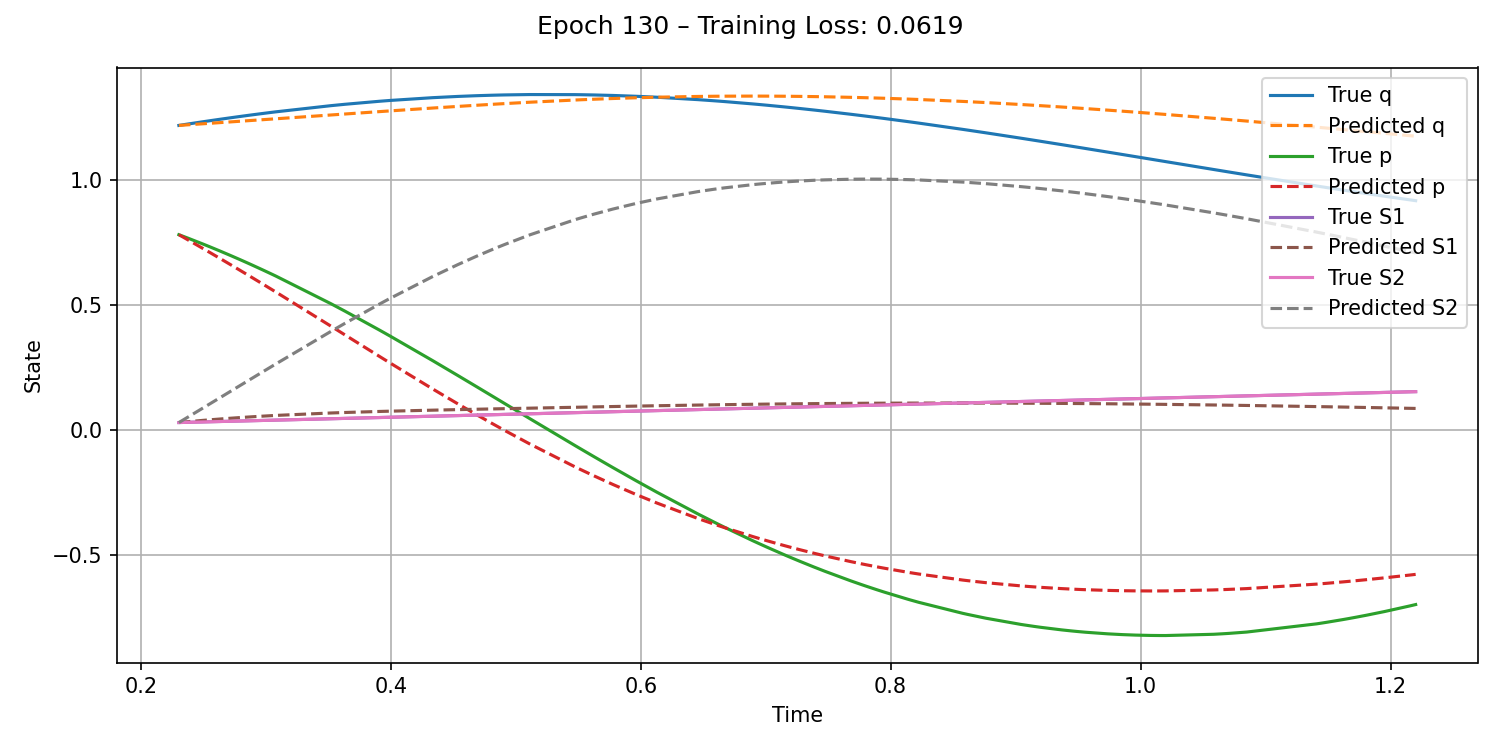 Epoch 130 – Training Loss: 0.0619
True q
Predicted q
True p
Predicted p
True S1
Predicted S1
True S2
Predicted S2
1.0
0.5
0.0
−0.5
State
0.2
0.4
0.6
0.8
1.0
1.2
Time